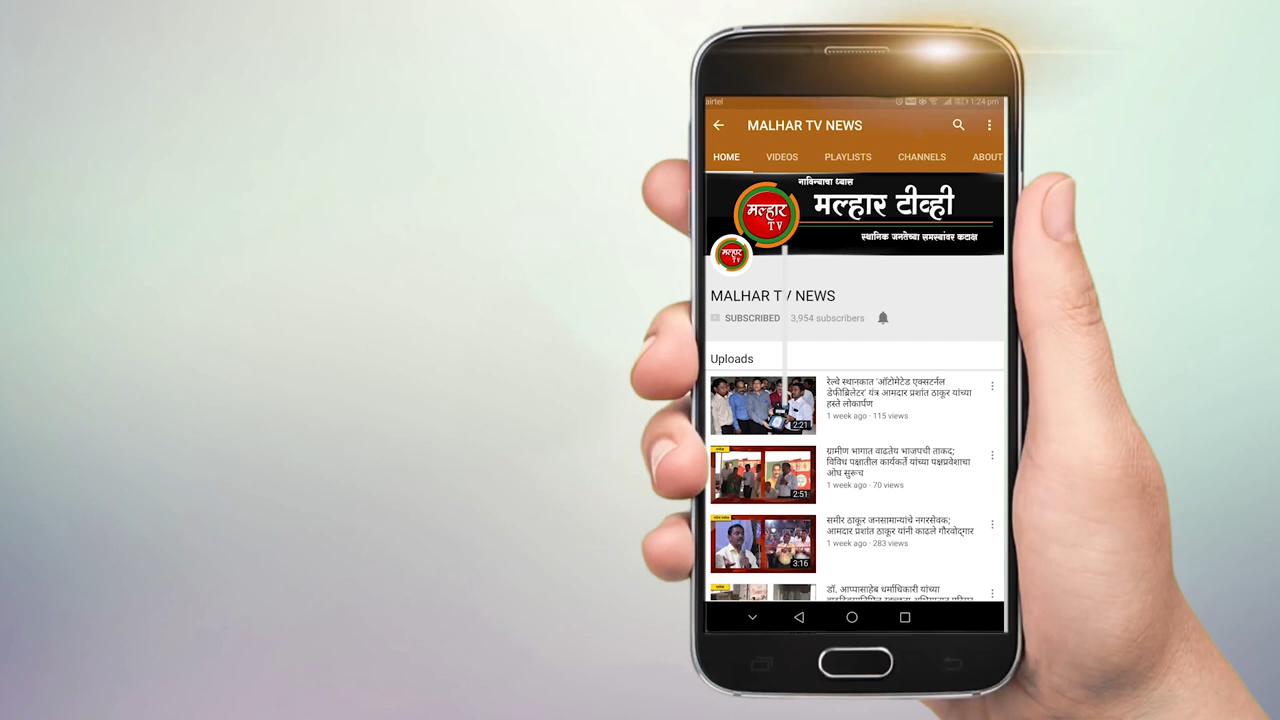 airtel 1:24 pm
MALHAR TV NEWS
HOME VIDEOS PLAYLISTS CHANNELS ABOUT
नाविन्याचा ध्यास
मल्हार टीव्ही
मल्हार
TV
स्थानिक जनतेच्या समस्यांवर कटाक्ष
मल्हार
TV
MALHAR TV NEWS
SUBSCRIBED 3,954 subscribers
Uploads
रेल्वे स्थानकात 'ऑटोमेटेड एक्सटर्नल
डेफीब्रिलेटर' यंत्र आमदार प्रशांत ठाकूर यांच्या
हस्ते लोकार्पण
1 week ago · 115 views
2:21
ग्रामीण भागात वाढतेय भाजपची ताकद;
विविध पक्षातील कार्यकर्ते यांच्या पक्षप्रवेशाचा
ओघ सुरूच
1 week ago · 70 views
2:51
समीर ठाकूर जनसामान्यांचे नगरसेवक;
आमदार प्रशांत ठाकूर यांनी काढले गौरवोद्गार
1 week ago · 283 views
3:16
डॉ. आप्पासाहेब धर्माधिकारी यांच्या